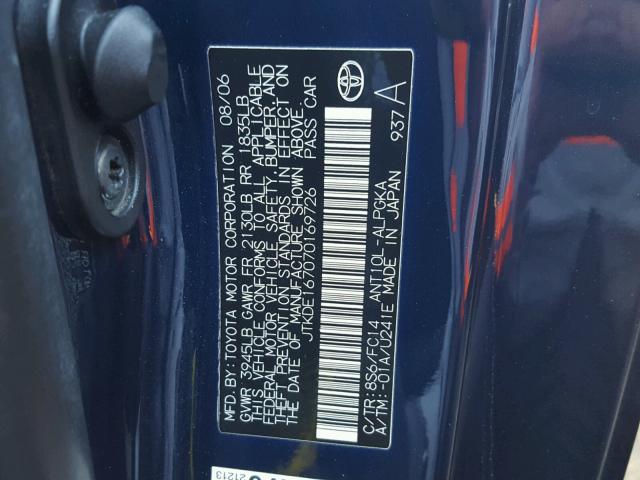 MFD.BY:TOYOTA MOTOR CORPORATION 08/06
GVWR 3945LB GAWR FR 2130LB RR 1835LB
THIS VEHICLE CONFORMS TO ALL APPLICABLE
FEDERAL MOTOR VEHICLE SAFETY, BUMPER, AND
THEFT PREVENTION STANDARDS IN EFFECT ON
THE DATE OF MANUFACTURE SHOWN ABOVE.
JTKDE167070169726 PASS CAR
C/TR:8S6/FC14 ANT10L-ALPGKA
A/TM:-01A/U241E MADE IN JAPAN 937 A
21213